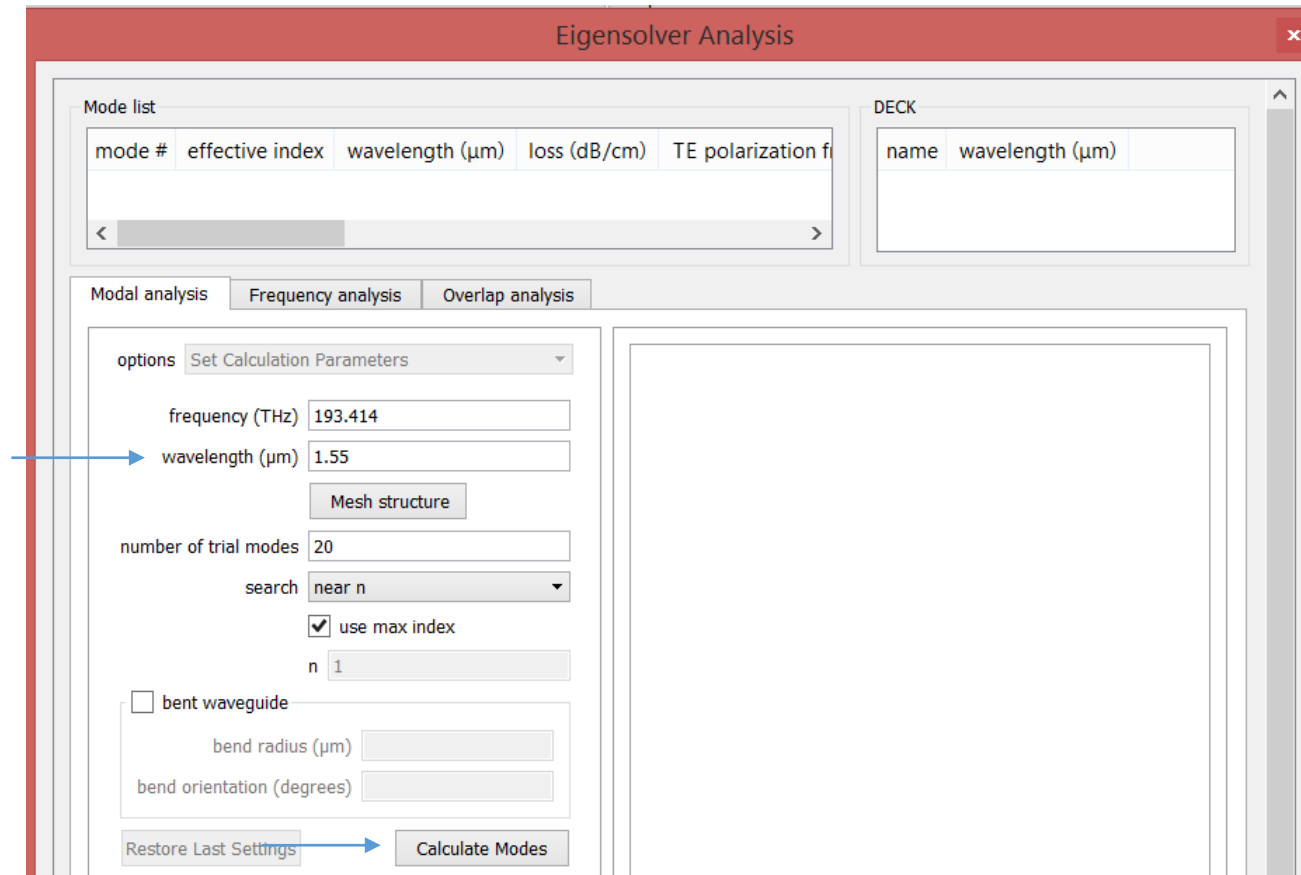 Eigensolver Analysis
x
Mode list
DECK
mode # effective index wavelength (µm) loss (dB/cm) TE polarization fr
name wavelength (µm)
Modal analysis Frequency analysis Overlap analysis
options Set Calculation Parameters
frequency (THz) 193.414
wavelength (µm) 1.55
Mesh structure
number of trial modes 20
search near n
use max index
n 1
bent waveguide
bend radius (µm)
bend orientation (degrees)
Restore Last Settings Calculate Modes